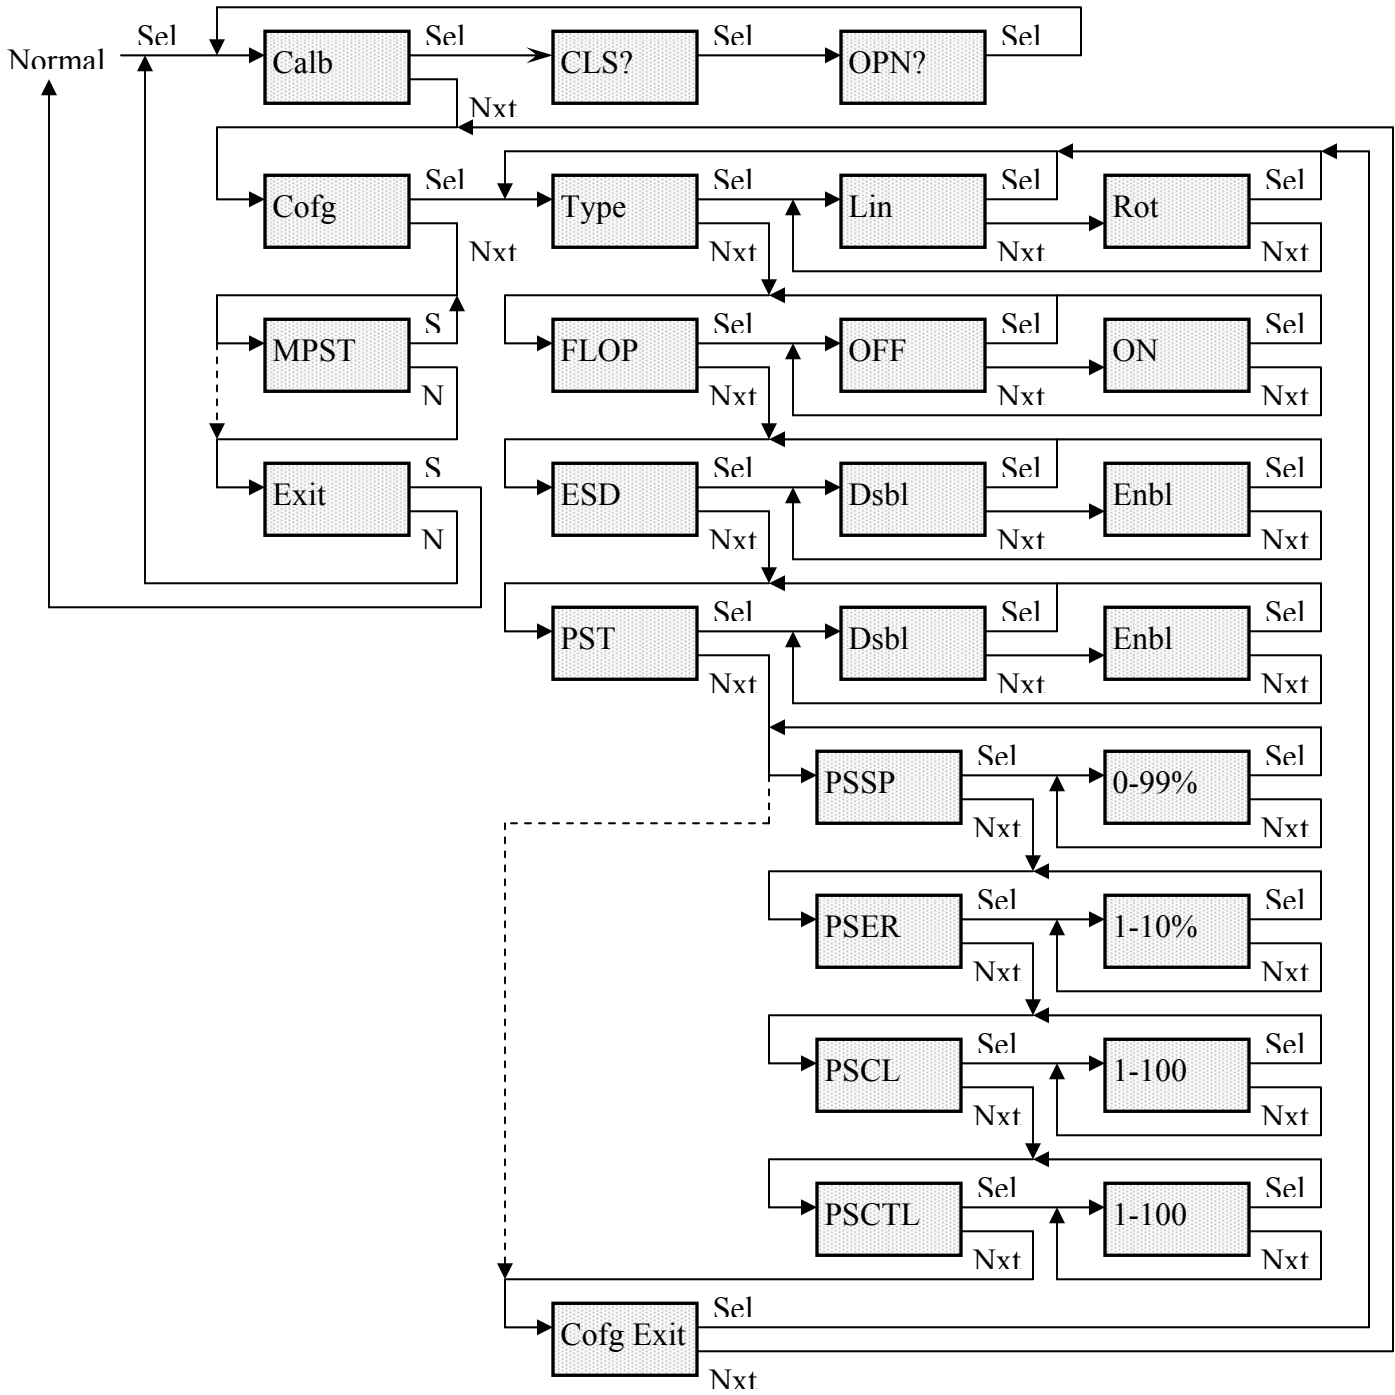 Sel Sel Sel Sel
Normal Calb CLS? OPN?
Nxt
Sel Sel Sel Sel
Cofg Type Lin Rot
Nxt Nxt Nxt Nxt
S Sel Sel Sel
MPST FLOP OFF ON
N Nxt Nxt Nxt
S Sel Sel Sel
Exit ESD Dsbl Enbl
N Nxt Nxt Nxt
Sel Sel Sel
PST Dsbl Enbl
Nxt Nxt Nxt
Sel Sel
PSSP 0-99%
Nxt Nxt
Sel Sel
PSER 1-10%
Nxt Nxt
Sel Sel
PSCL 1-100
Nxt Nxt
Sel Sel
PSCTL 1-100
Nxt Nxt
Sel
Cofg Exit
Nxt